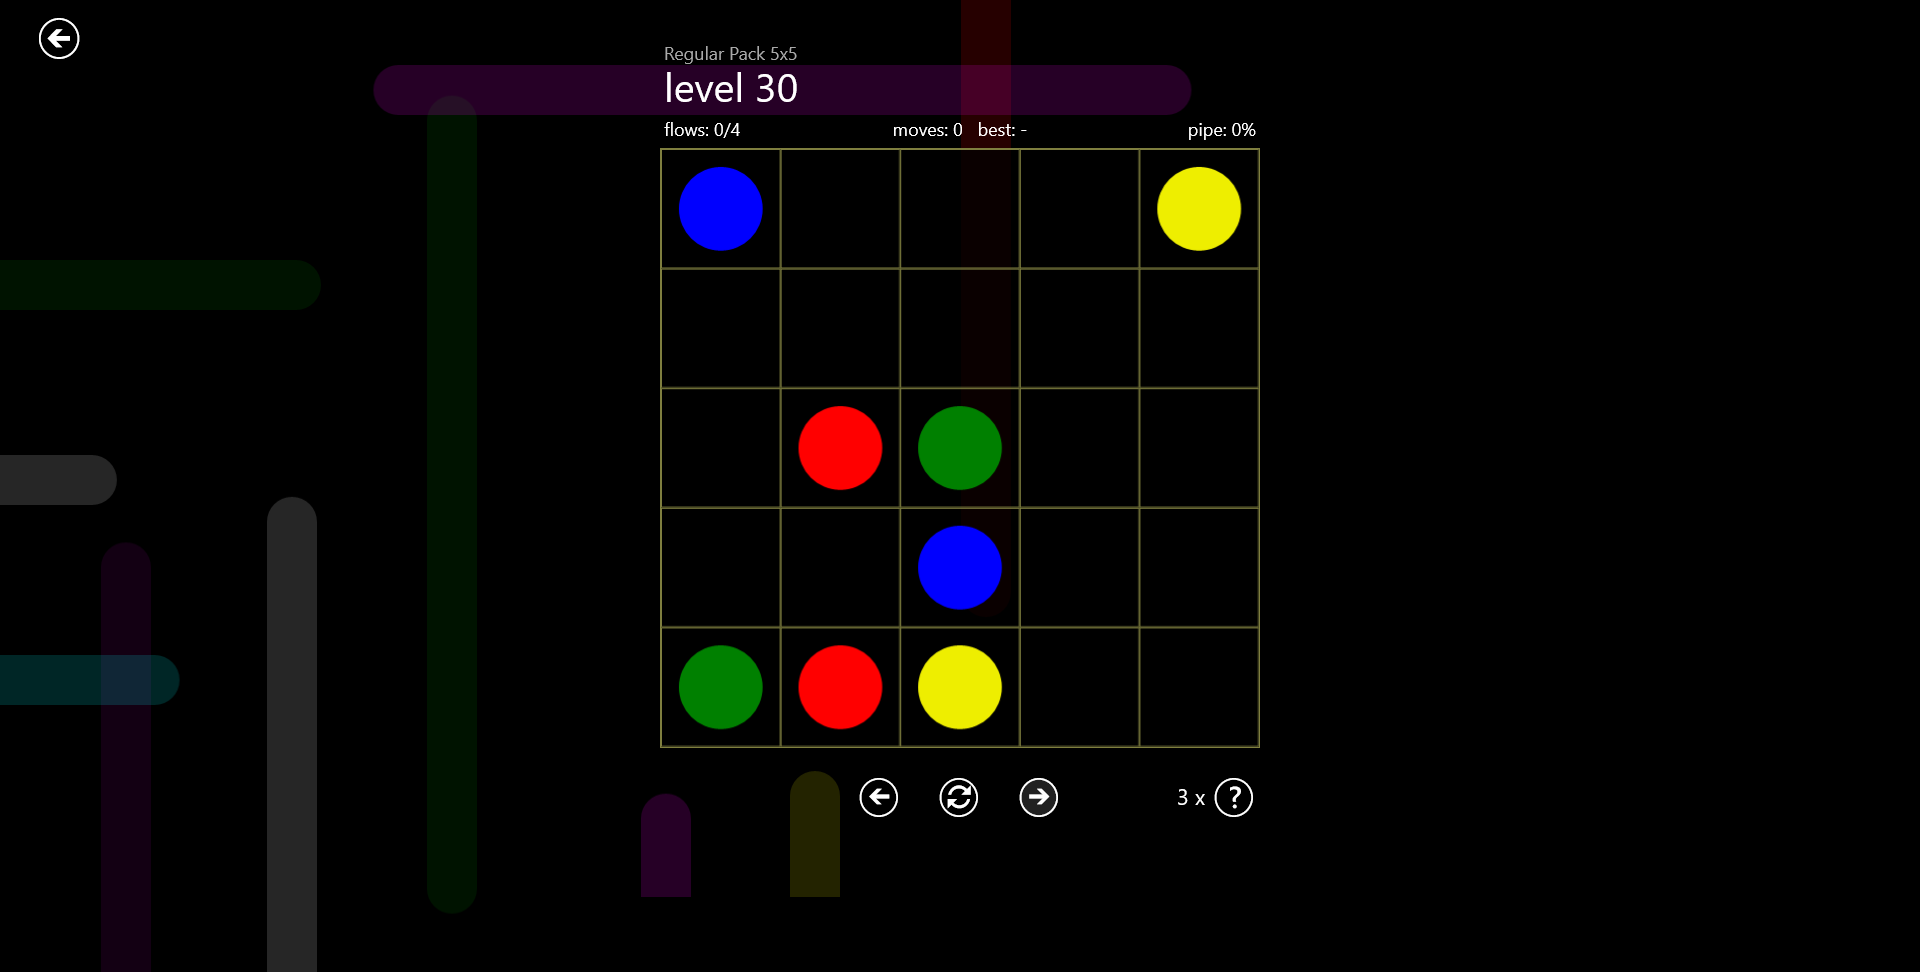 Regular Pack 5x5
level 30
flows: 0/4 moves: 0 best: - pipe: 0%
3 x ?